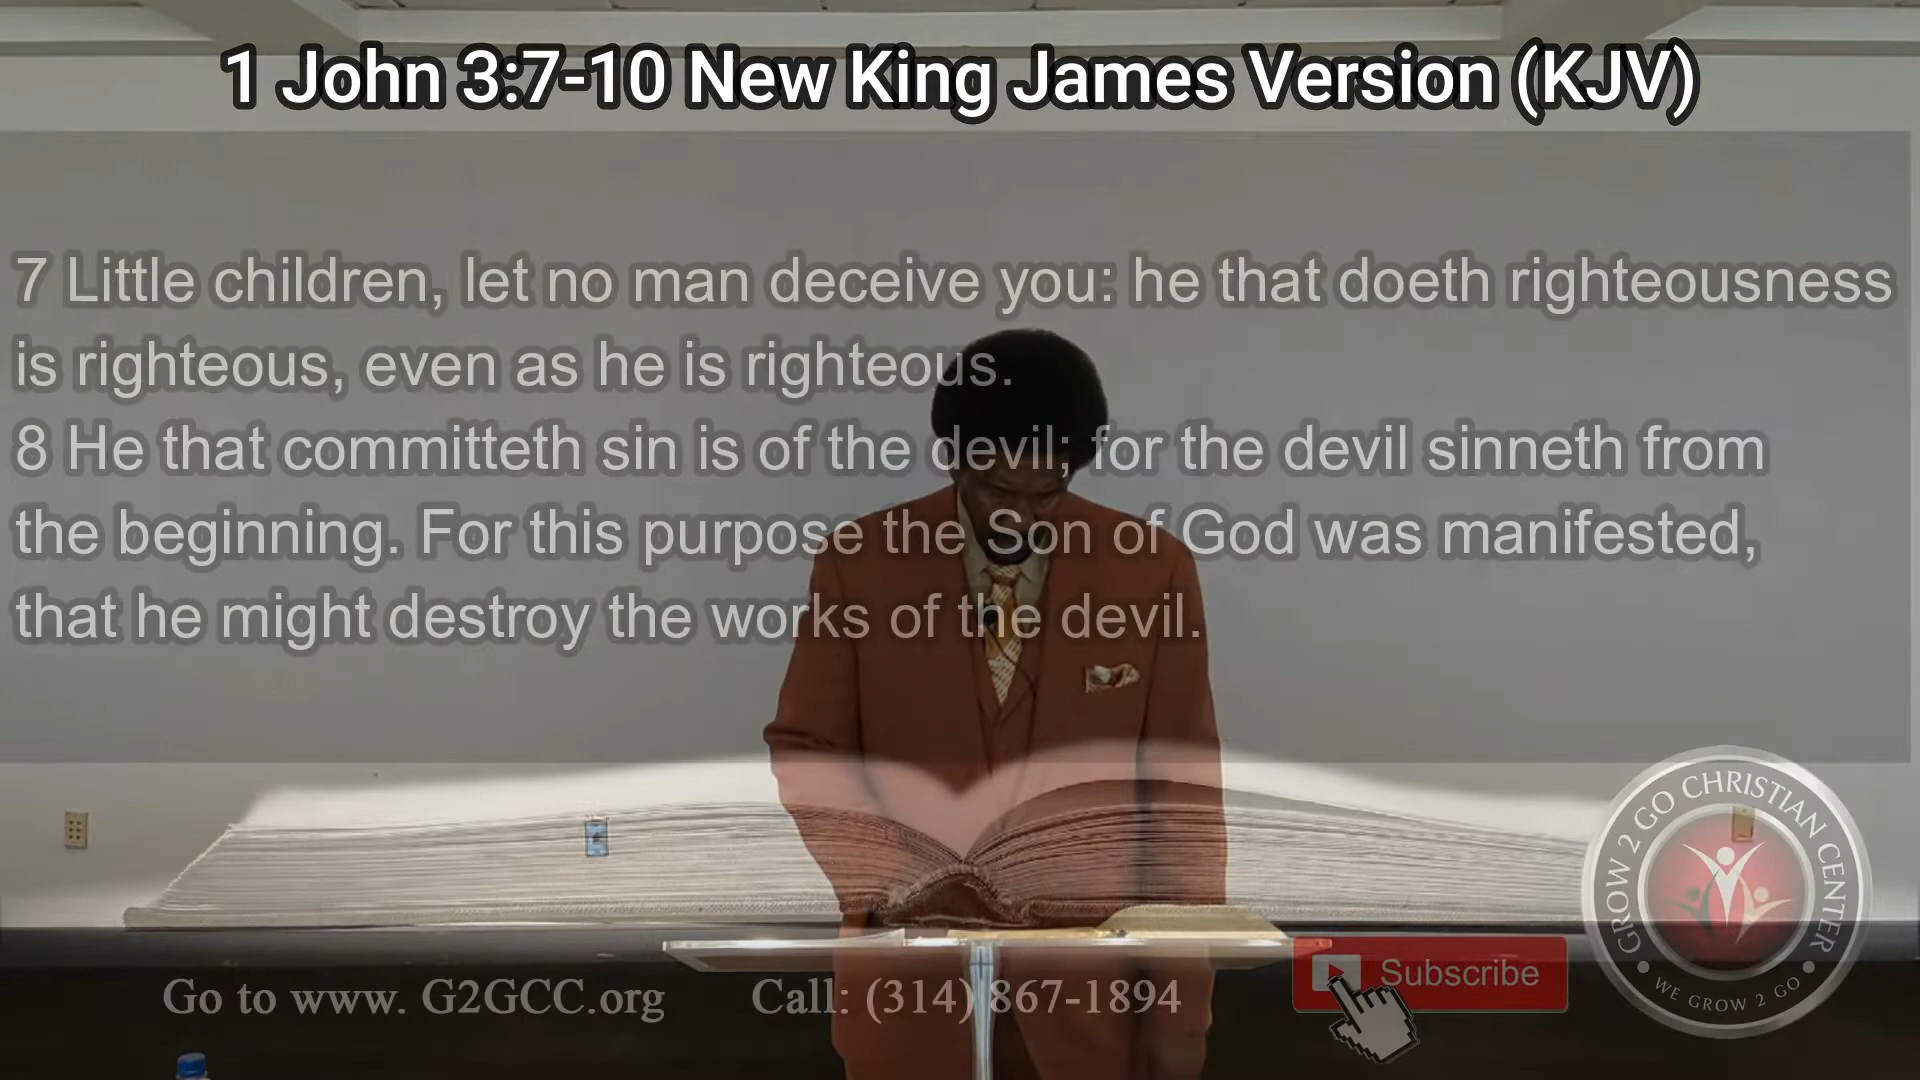 1 John 3:7-10 New King James Version (KJV)
7 Little children, let no man deceive you: he that doeth righteousness
is righteous, even as he is righteous.
8 He that committeth sin is of the devil; for the devil sinneth from
the beginning. For this purpose the Son of God was manifested,
that he might destroy the works of the devil.
GROW 2 GO CHRISTIAN CENTER
• WE GROW 2 GO •
Go to www. G2GCC.org
Call: (314) 867-1894
Subscribe